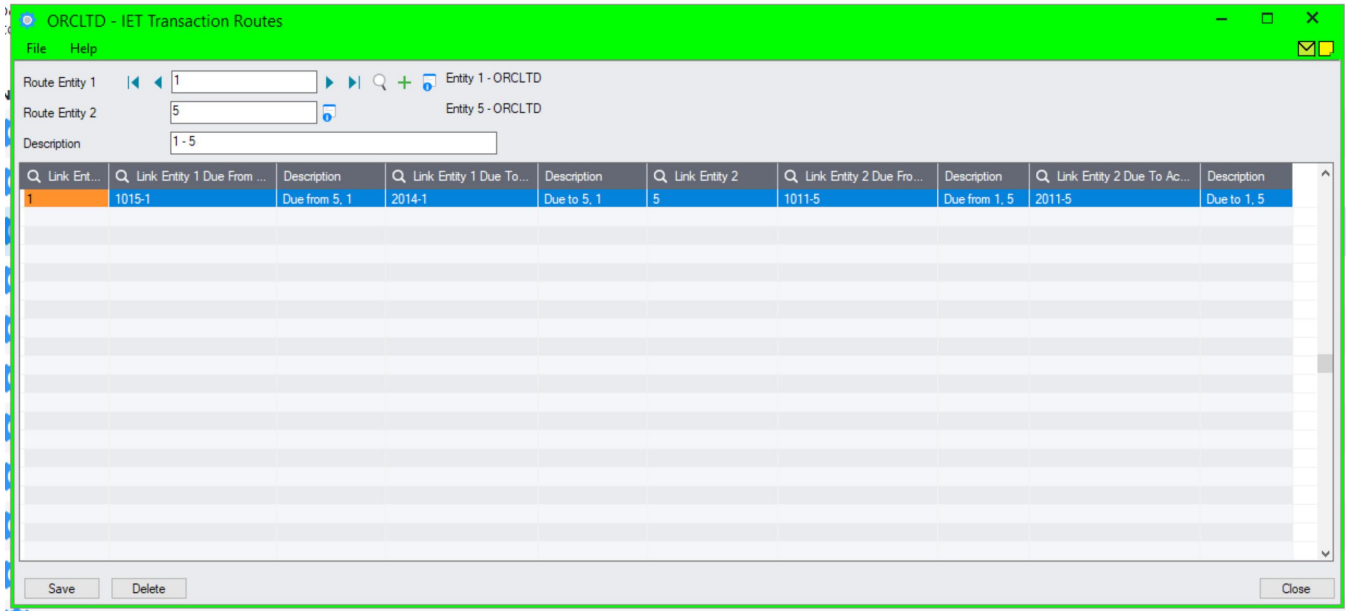 ORCLTD - IET Transaction Routes
File Help
Route Entity 1 1 Entity 1 - ORCLTD
Route Entity 2 5 Entity 5 - ORCLTD
Description 1 - 5
Link Ent... Link Entity 1 Due From ... Description Link Entity 1 Due To... Description Link Entity 2 Link Entity 2 Due Fro... Description Link Entity 2 Due To Ac... Description
1 1015-1 Due from 5, 1 2014-1 Due to 5, 1 5 1011-5 Due from 1, 5 2011-5 Due to 1, 5
Save Delete Close